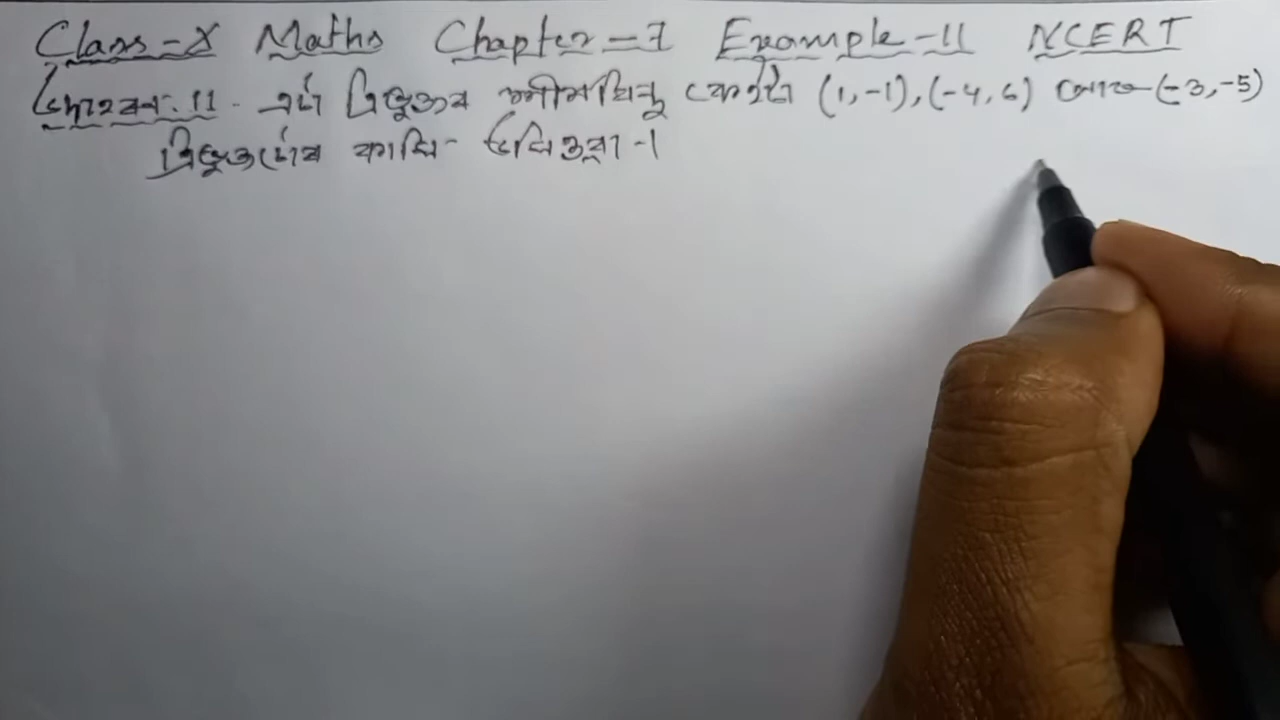 Class-X Maths Chapter-7 Example-11 NCERT
উদাহৰণ:11. এটা ত্ৰিভুজৰ শীৰ্ষবিন্দু কেইটা (1,-1), (-4,6) আৰু (-3,-5)
ত্ৰিভুজটোৰ কালি উলিওৱা।